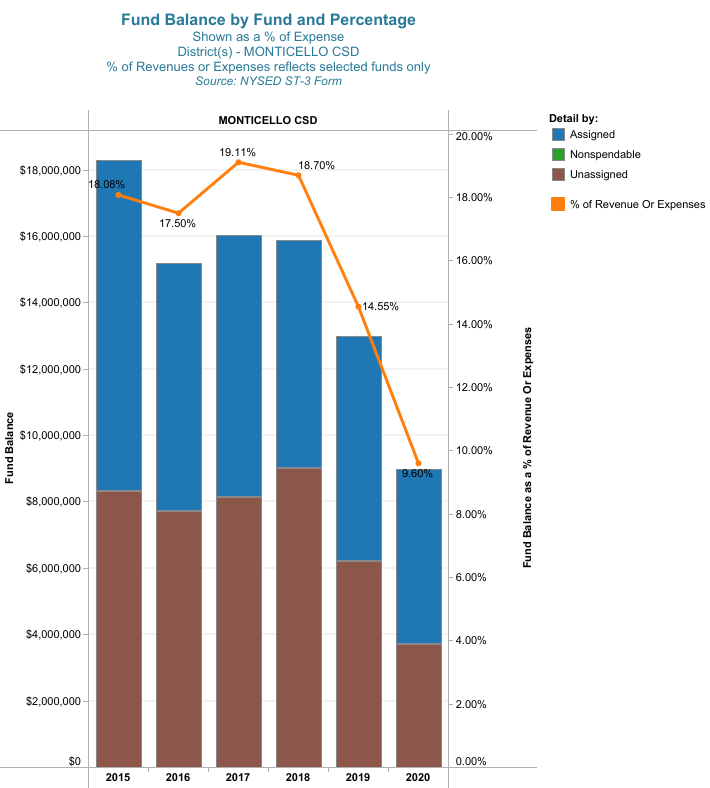 Fund Balance by Fund and Percentage
Shown as a % of Expense
District(s) - MONTICELLO CSD
% of Revenues or Expenses reflects selected funds only
Source: NYSED ST-3 Form
MONTICELLO CSD
Detail by:
Assigned
Nonspendable
Unassigned
% of Revenue Or Expenses
Fund Balance
$18,000,000
$16,000,000
$14,000,000
$12,000,000
$10,000,000
$8,000,000
$6,000,000
$4,000,000
$2,000,000
$0
18.08%
17.50%
19.11%
18.70%
14.55%
9.60%
20.00%
18.00%
16.00%
14.00%
12.00%
10.00%
8.00%
6.00%
4.00%
2.00%
0.00%
Fund Balance as a % of Revenue Or Expenses
2015 2016 2017 2018 2019 2020